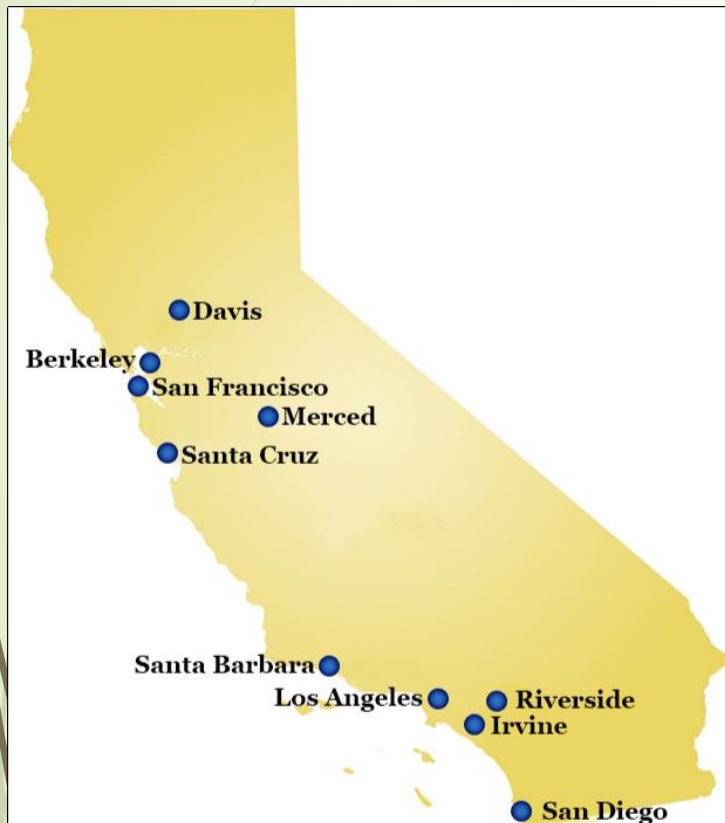 Davis
Berkeley
San Francisco
Merced
Santa Cruz
Santa Barbara
Los Angeles
Riverside
Irvine
San Diego